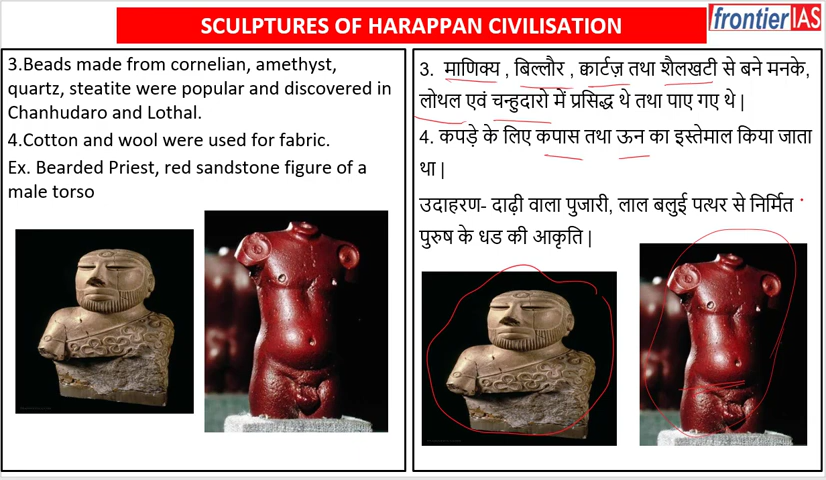 SCULPTURES OF HARAPPAN CIVILISATION
frontierIAS
3.Beads made from cornelian, amethyst,
quartz, steatite were popular and discovered in
Chanhudaro and Lothal.
4.Cotton and wool were used for fabric.
Ex. Bearded Priest, red sandstone figure of a
male torso
3. माणिक्य , बिल्लौर , क्वार्टज़ तथा शैलखटी से बने मनके,
लोथल एवं चन्हुदारो में प्रसिद्ध थे तथा पाए गए थे |
4. कपड़े के लिए कपास तथा ऊन का इस्तेमाल किया जाता
था |
उदाहरण- दाढ़ी वाला पुजारी, लाल बलुई पत्थर से निर्मित
पुरुष के धड की आकृति |